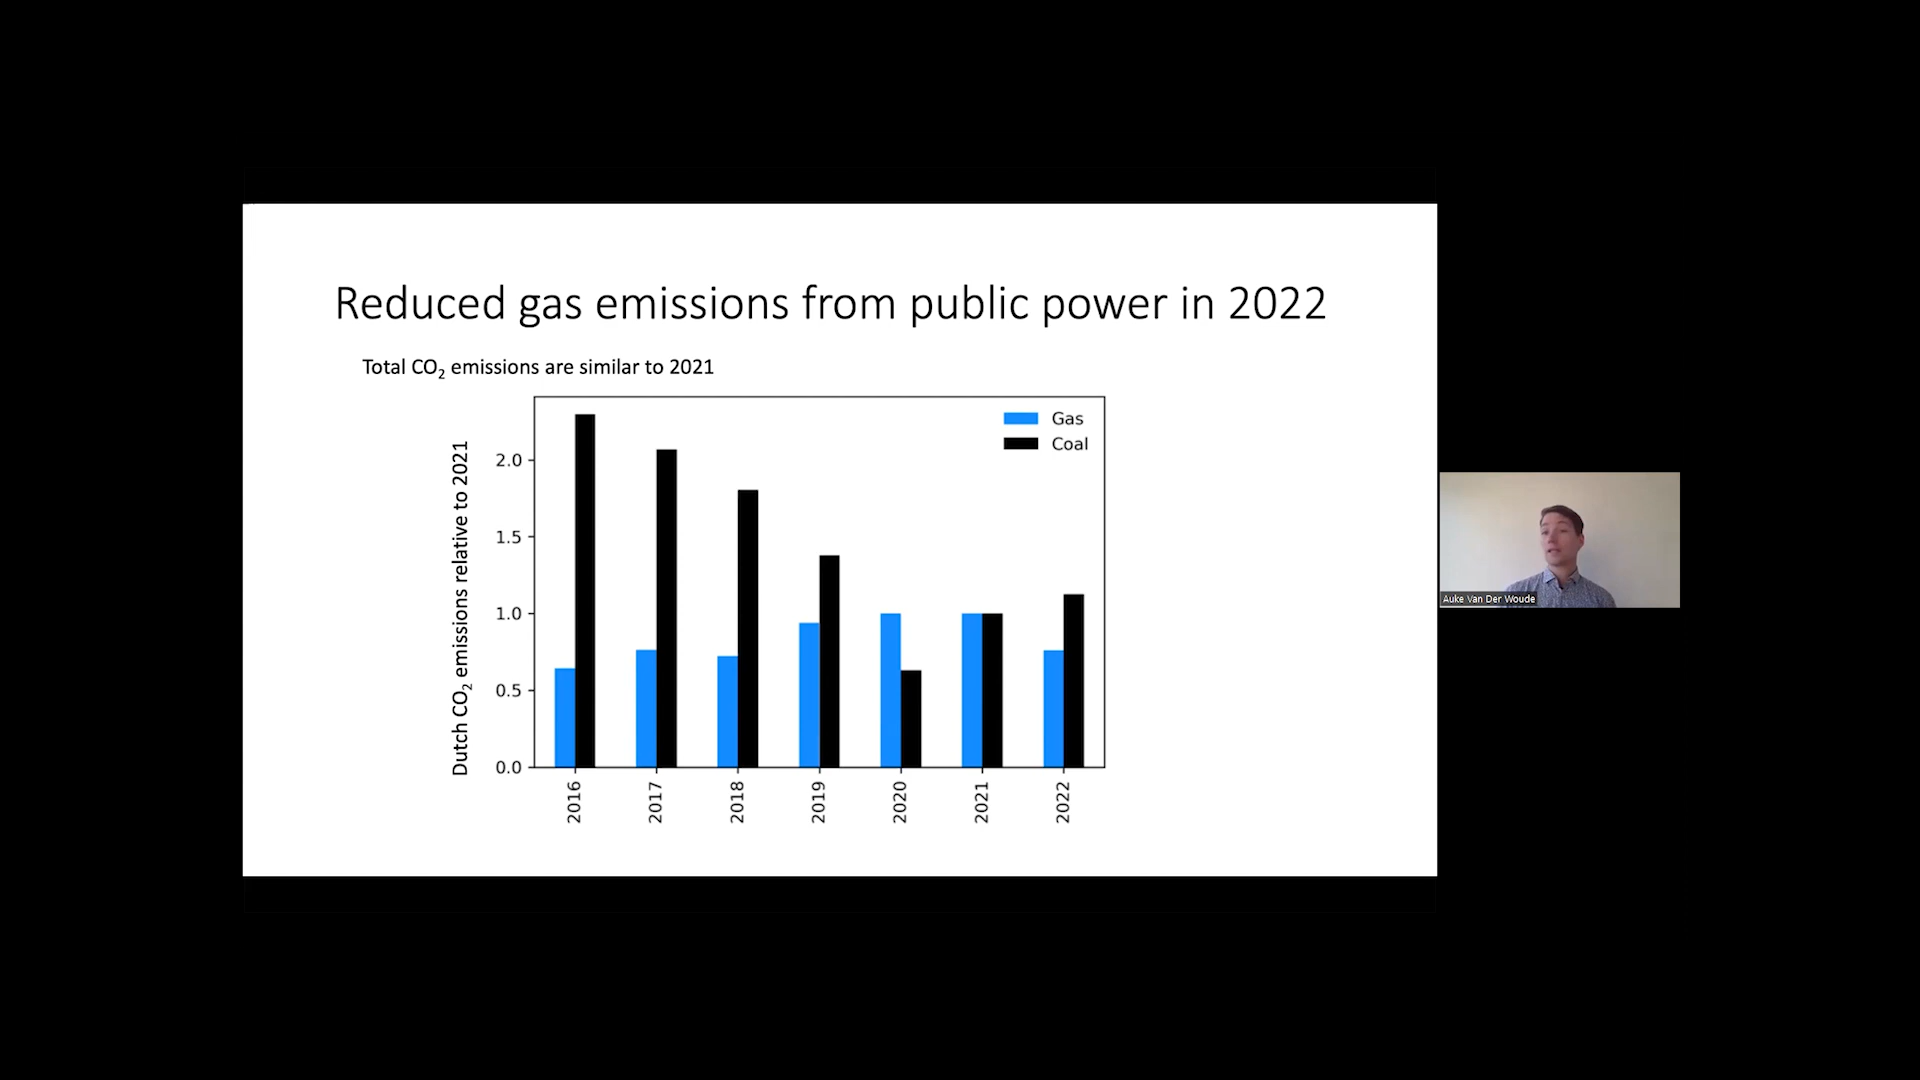 Reduced gas emissions from public power in 2022
Total CO₂ emissions are similar to 2021
Dutch CO₂ emissions relative to 2021
2.0
1.5
1.0
0.5
0.0
Gas
Coal
2016
2017
2018
2019
2020
2021
2022
Auke Van Der Woude